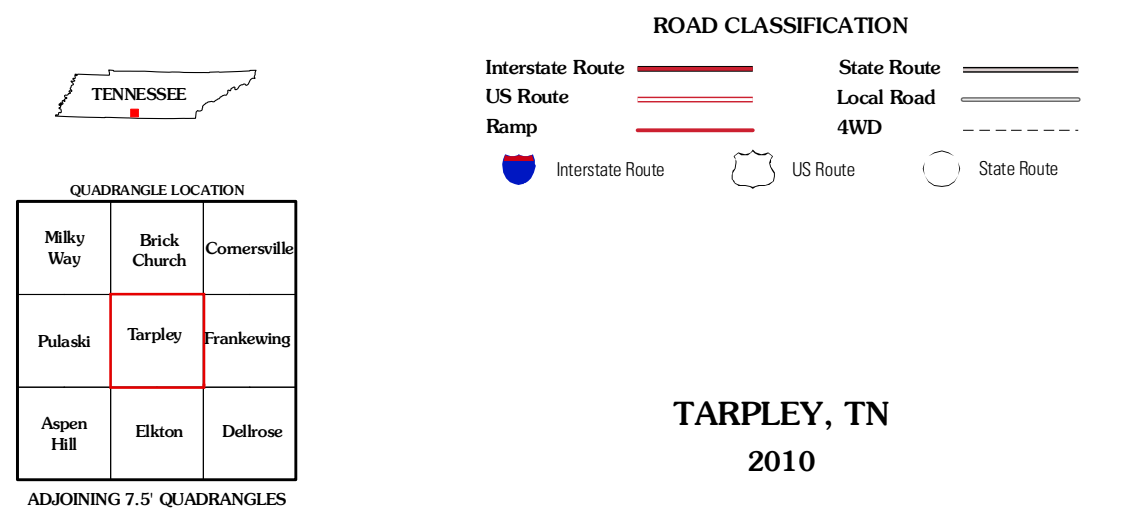 TENNESSEE
QUADRANGLE LOCATION
Milky
Way
Brick
Church
Cornersville
Pulaski
Tarpley
Frankewing
Aspen
Hill
Elkton
Dellrose
ADJOINING 7.5' QUADRANGLES
ROAD CLASSIFICATION
Interstate Route
State Route
US Route
Local Road
Ramp
4WD
Interstate Route
US Route
State Route
TARPLEY, TN
2010